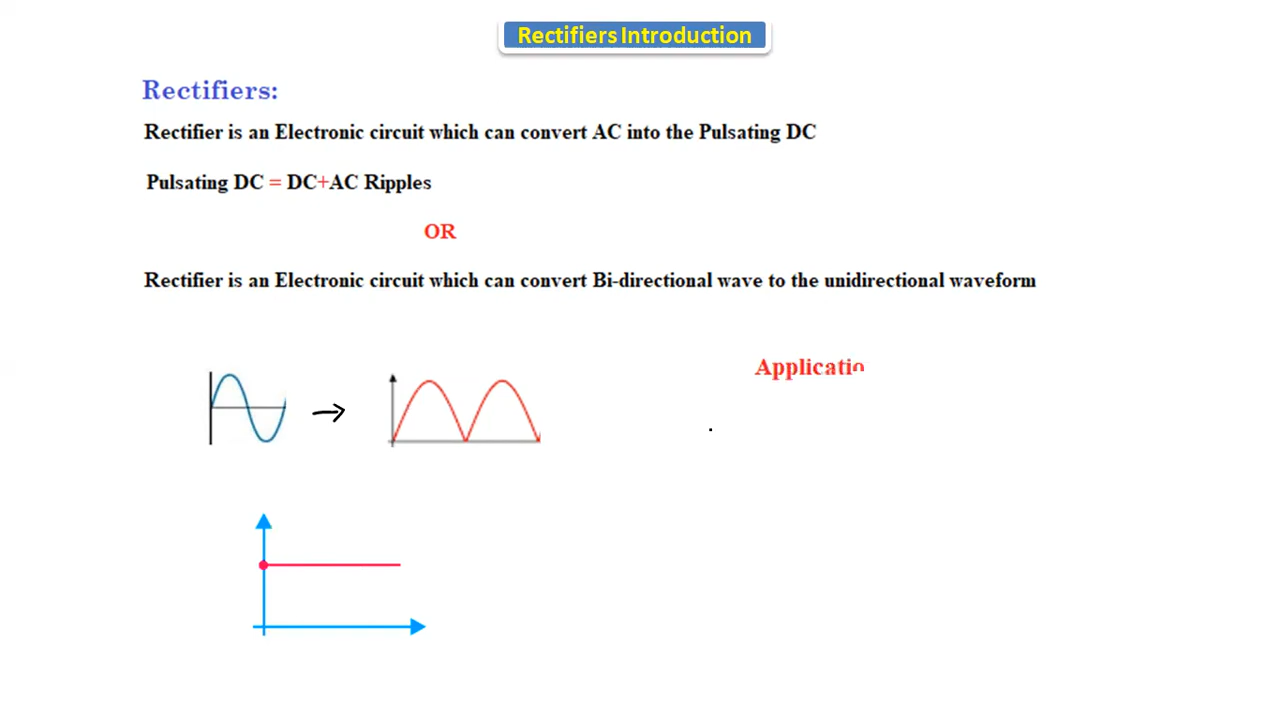 Rectifiers Introduction
Rectifiers:
Rectifier is an Electronic circuit which can convert AC into the Pulsating DC
Pulsating DC = DC+AC Ripples
OR
Rectifier is an Electronic circuit which can convert Bi-directional wave to the unidirectional waveform
Applicatio